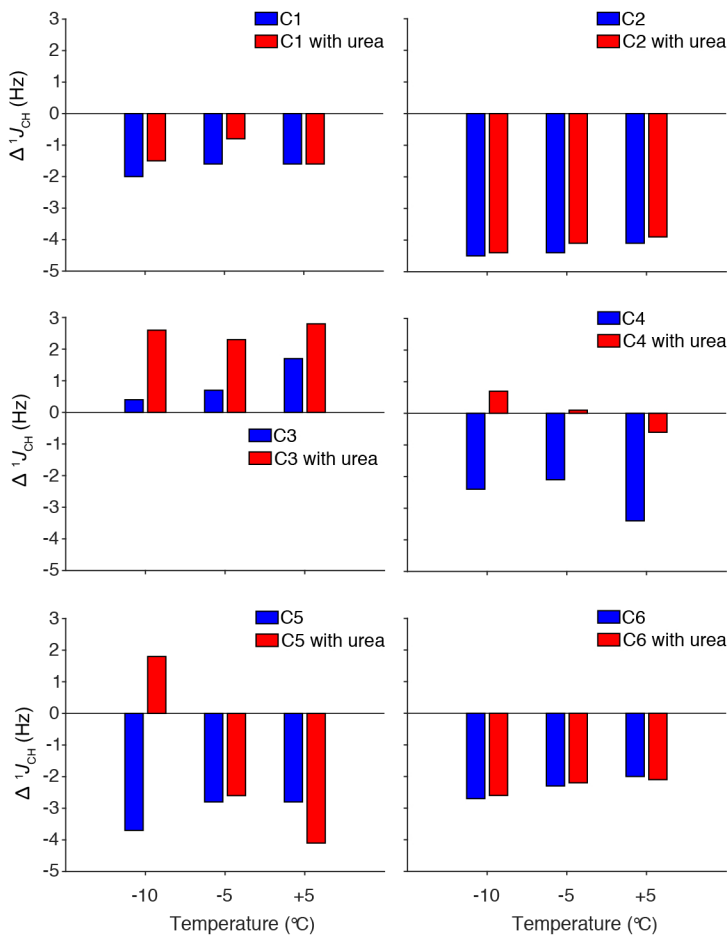 C1
C1 with urea
3
2
1
0
-1
-2
-3
-4
-5
Δ ¹J_CH (Hz)
C2
C2 with urea
3
2
1
0
-1
-2
-3
-4
-5
Δ ¹J_CH (Hz)
C3
C3 with urea
C4
C4 with urea
3
2
1
0
-1
-2
-3
-4
-5
Δ ¹J_CH (Hz)
C5
C5 with urea
-10
-5
+5
Temperature (°C)
C6
C6 with urea
-10
-5
+5
Temperature (°C)